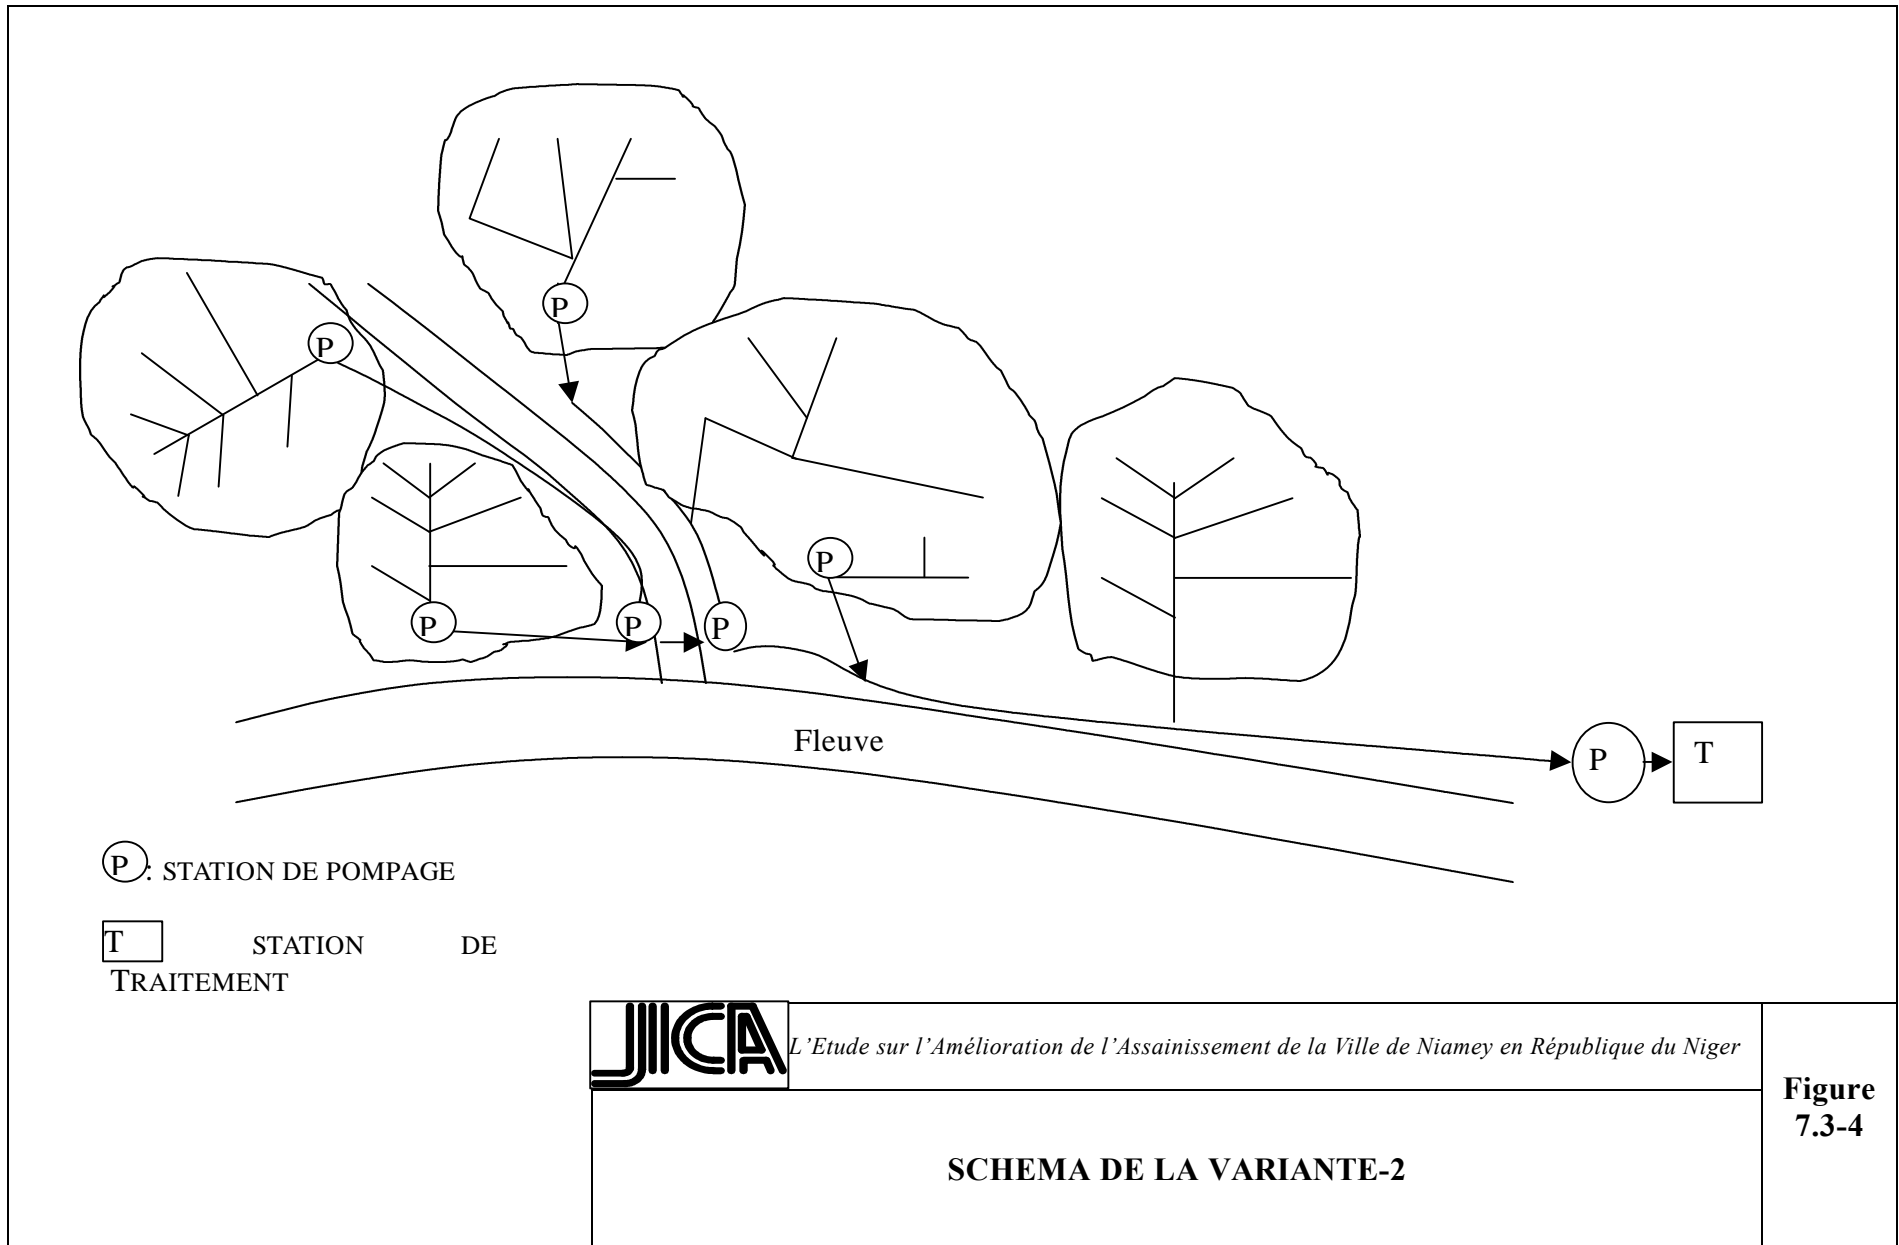 P
P
P
P
P
P
Fleuve
P
T
P : STATION DE POMPAGE
T STATION DE
TRAITEMENT
JICA
L’Etude sur l’Amélioration de l’Assainissement de la Ville de Niamey en République du Niger
Figure
7.3-4
SCHEMA DE LA VARIANTE-2